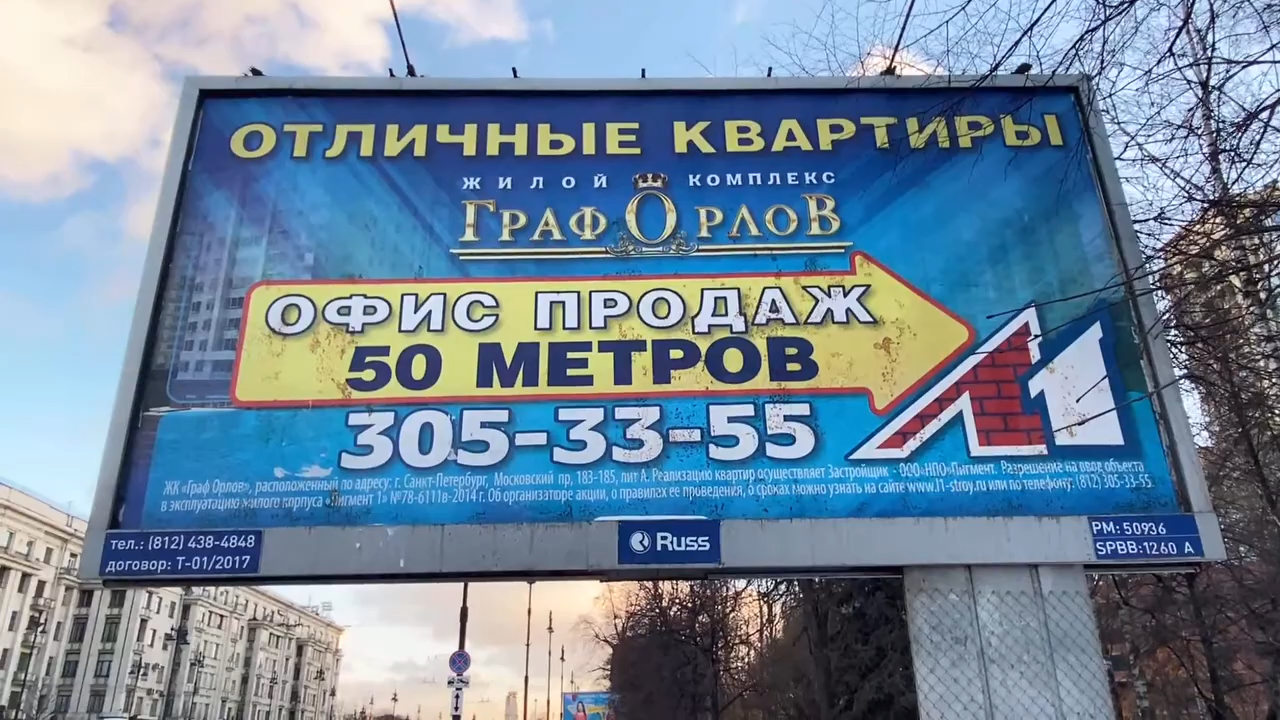 ОТЛИЧНЫЕ КВАРТИРЫ
ЖИЛОЙ КОМПЛЕКС
ГРАФ ОРЛОВ
ОФИС ПРОДАЖ
50 МЕТРОВ
305-33-55
Л1
ЖК «Граф Орлов», расположенный по адресу: г. Санкт-Петербург, Московский пр, 183-185, лит А. Реализацию квартир осуществляет Застройщик - ООО«НПО«Пигмент. Разрешение на ввод объекта
в эксплуатацию жилого корпуса «Пигмент 1» №78-6111в-2014 г. Об организаторе акции, о правилах ее проведения, о сроках можно узнать на сайте www.l1-stroy.ru или по телефону: (812) 305-33-55.
тел.: (812) 438-4848
договор: Т-01/2017
Russ
РМ: 50936
SPBB:1260 А